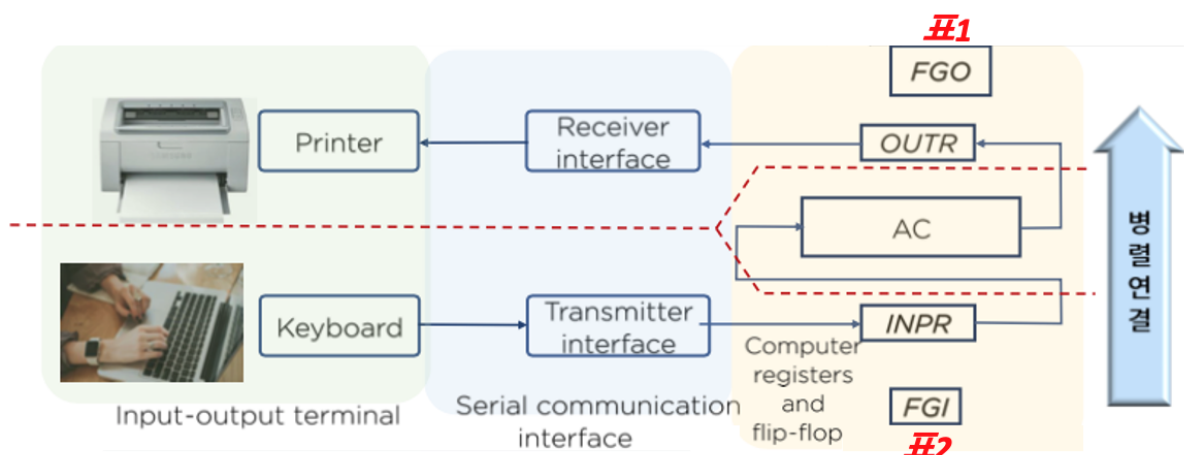 표1
FGO
Printer
Receiver
interface
OUTR
AC
병렬연결
Keyboard
Transmitter
interface
INPR
Computer
registers
and
flip-flop
FGI
표2
Input-output terminal
Serial communication
interface